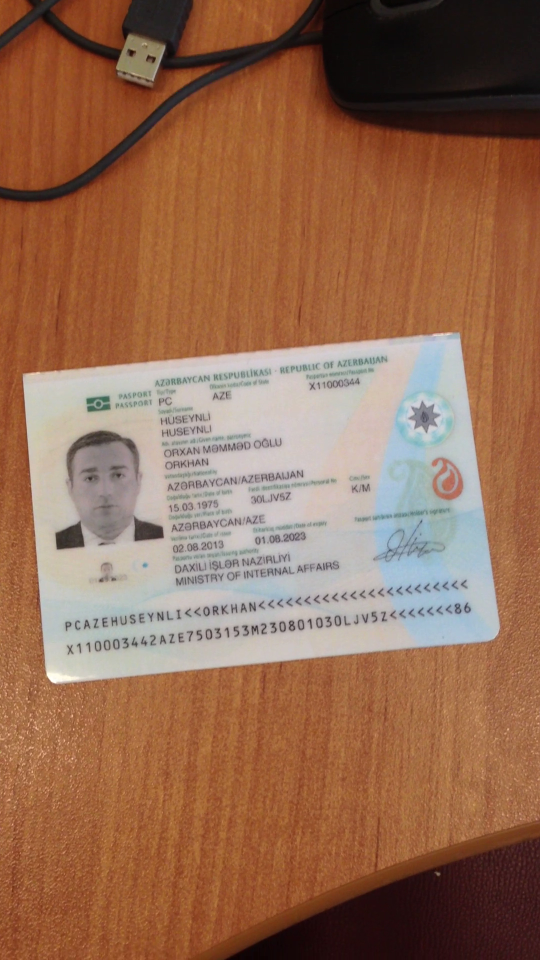 AZƏRBAYCAN RESPUBLİKASI - REPUBLIC OF AZERBAIJAN
PASPORT
PASSPORT
PC
AZE
X11000344
HÜSEYNLİ
HUSEYNLI
ORXAN MƏMMƏD OĞLU
ORKHAN
AZƏRBAYCAN/AZERBAIJAN
15.03.1975
30LJV5Z
K/M
AZƏRBAYCAN/AZE
02.08.2013
01.08.2023
DAXİLİ İŞLƏR NAZİRLİYİ
MINISTRY OF INTERNAL AFFAIRS
PCAZEHUSEYNLI<<ORKHAN<<<<<<<<<<<<<<<<<<<<<<<
X110003442AZE7503153M230801030LJV5Z<<<<<<<86